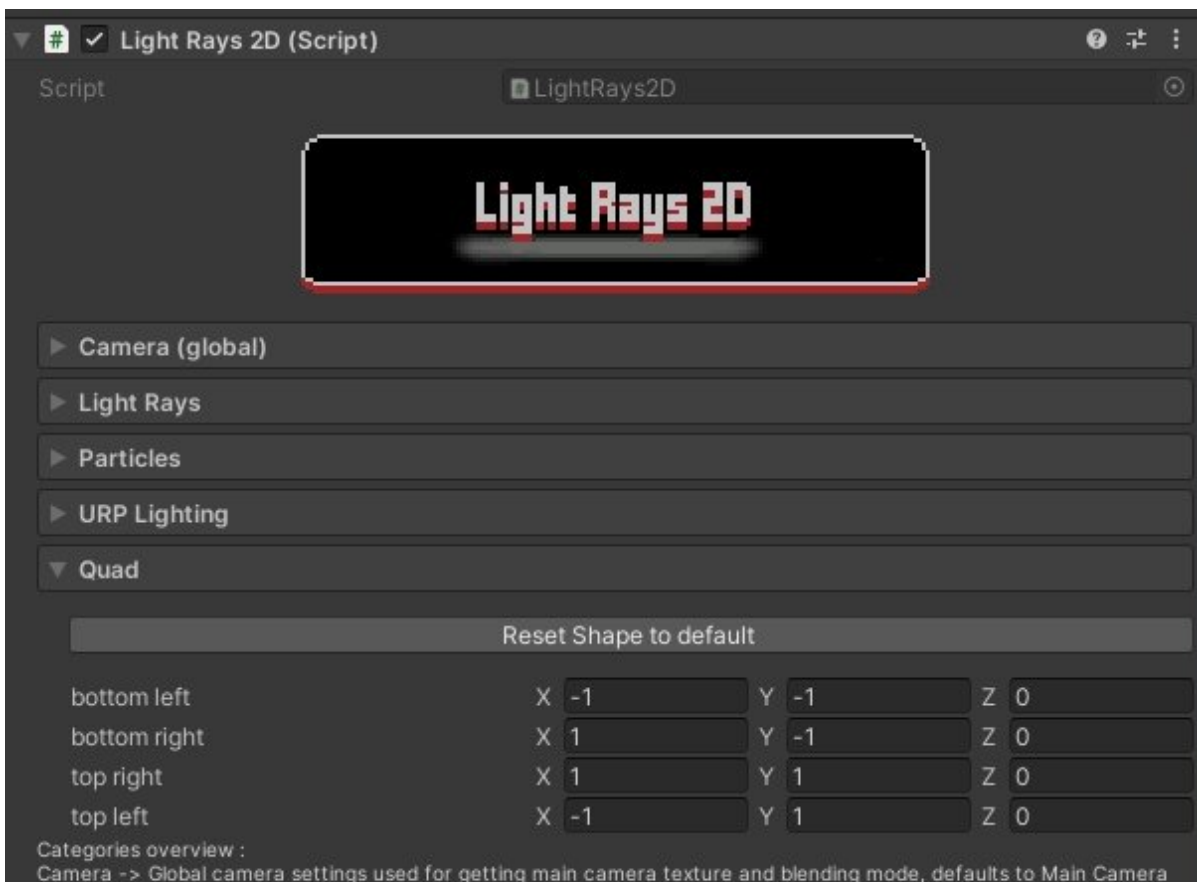 Light Rays 2D (Script)
Script LightRays2D
Light Rays 2D
Camera (global)
Light Rays
Particles
URP Lighting
Quad
Reset Shape to default
bottom left X -1 Y -1 Z 0
bottom right X 1 Y -1 Z 0
top right X 1 Y 1 Z 0
top left X -1 Y 1 Z 0
Categories overview :
Camera -> Global camera settings used for getting main camera texture and blending mode, defaults to Main Camera